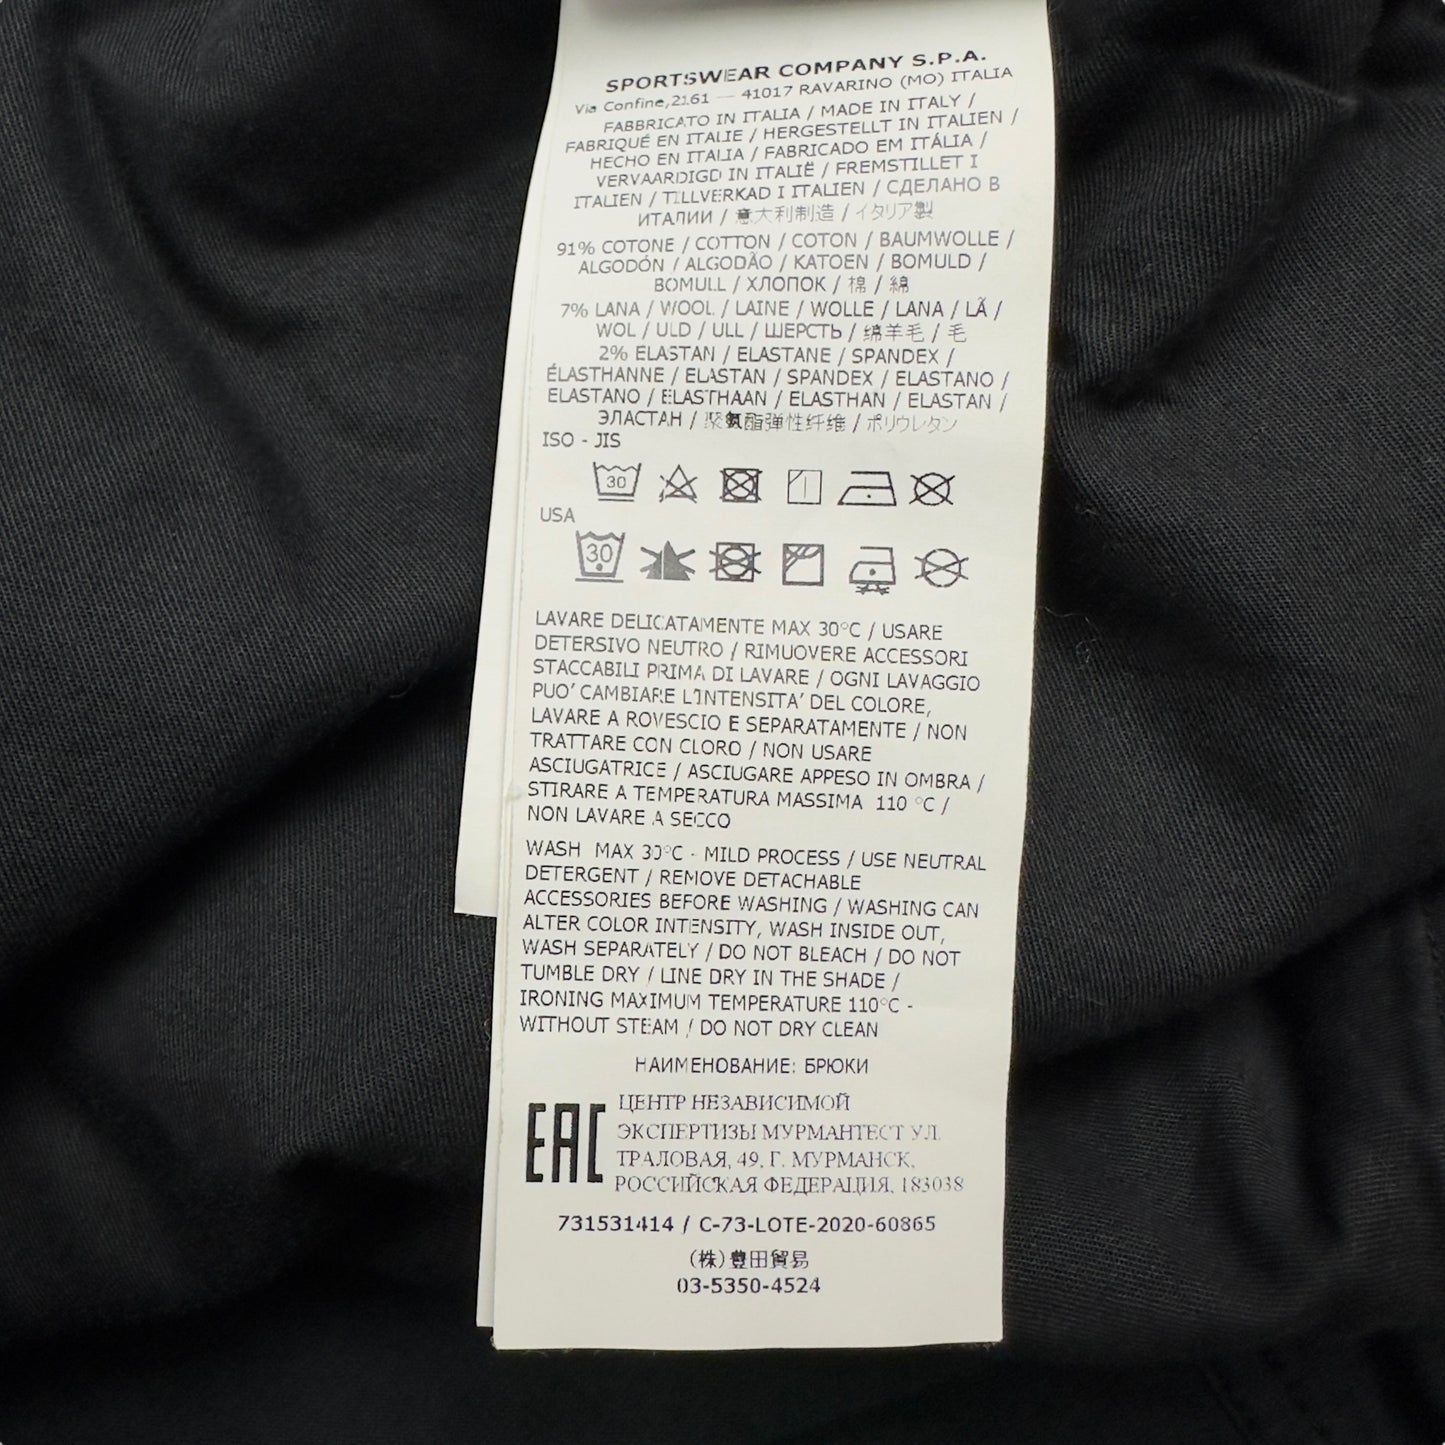 SPORTSWEAR COMPANY S.P.A.
Via Confine,2161 — 41017 RAVARINO (MO) ITALIA
FABBRICATO IN ITALIA / MADE IN ITALY /
FABRIQUÉ EN ITALIE / HERGESTELLT IN ITALIEN /
HECHO EN ITALIA / FABRICADO EM ITÁLIA /
VERVAARDIGD IN ITALIË / FREMSTILLET I
ITALIEN / TILLVERKAD I ITALIEN / СДЕЛАНО В
ИТАЛИИ / 意大利制造 / イタリア製
91% COTONE / COTTON / COTON / BAUMWOLLE /
ALGODÓN / ALGODÃO / KATOEN / BOMULD /
BOMULL / ХЛОПОК / 棉 / 綿
7% LANA / WOOL / LAINE / WOLLE / LANA / LÃ /
WOL / ULD / ULL / ШЕРСТЬ / 绵羊毛 / 毛
2% ELASTAN / ELASTANE / SPANDEX /
ÉLASTHANNE / ELASTAN / SPANDEX / ELASTANO /
ELASTANO / ELASTHAAN / ELASTHAN / ELASTAN /
ЭЛАСТАН / 聚氨酯弹性纤维 / ポリウレタン
ISO - JIS
30
USA
30
LAVARE DELICATAMENTE MAX 30°C / USARE
DETERSIVO NEUTRO / RIMUOVERE ACCESSORI
STACCABILI PRIMA DI LAVARE / OGNI LAVAGGIO
PUO' CAMBIARE L'INTENSITA' DEL COLORE,
LAVARE A ROVESCIO E SEPARATAMENTE / NON
TRATTARE CON CLORO / NON USARE
ASCIUGATRICE / ASCIUGARE APPESO IN OMBRA /
STIRARE A TEMPERATURA MASSIMA 110 °C /
NON LAVARE A SECCO
WASH MAX 30°C - MILD PROCESS / USE NEUTRAL
DETERGENT / REMOVE DETACHABLE
ACCESSORIES BEFORE WASHING / WASHING CAN
ALTER COLOR INTENSITY, WASH INSIDE OUT,
WASH SEPARATELY / DO NOT BLEACH / DO NOT
TUMBLE DRY / LINE DRY IN THE SHADE /
IRONING MAXIMUM TEMPERATURE 110°C -
WITHOUT STEAM / DO NOT DRY CLEAN
НАИМЕНОВАНИЕ: БРЮКИ
EAC
ЦЕНТР НЕЗАВИСИМОЙ
ЭКСПЕРТИЗЫ МУРМАНТЕСТ УЛ.
ТРАЛОВАЯ, 49, Г. МУРМАНСК,
РОССИЙСКАЯ ФЕДЕРАЦИЯ, 183038
731531414 / C-73-LOTE-2020-60865
(株)豊田貿易
03-5350-4524